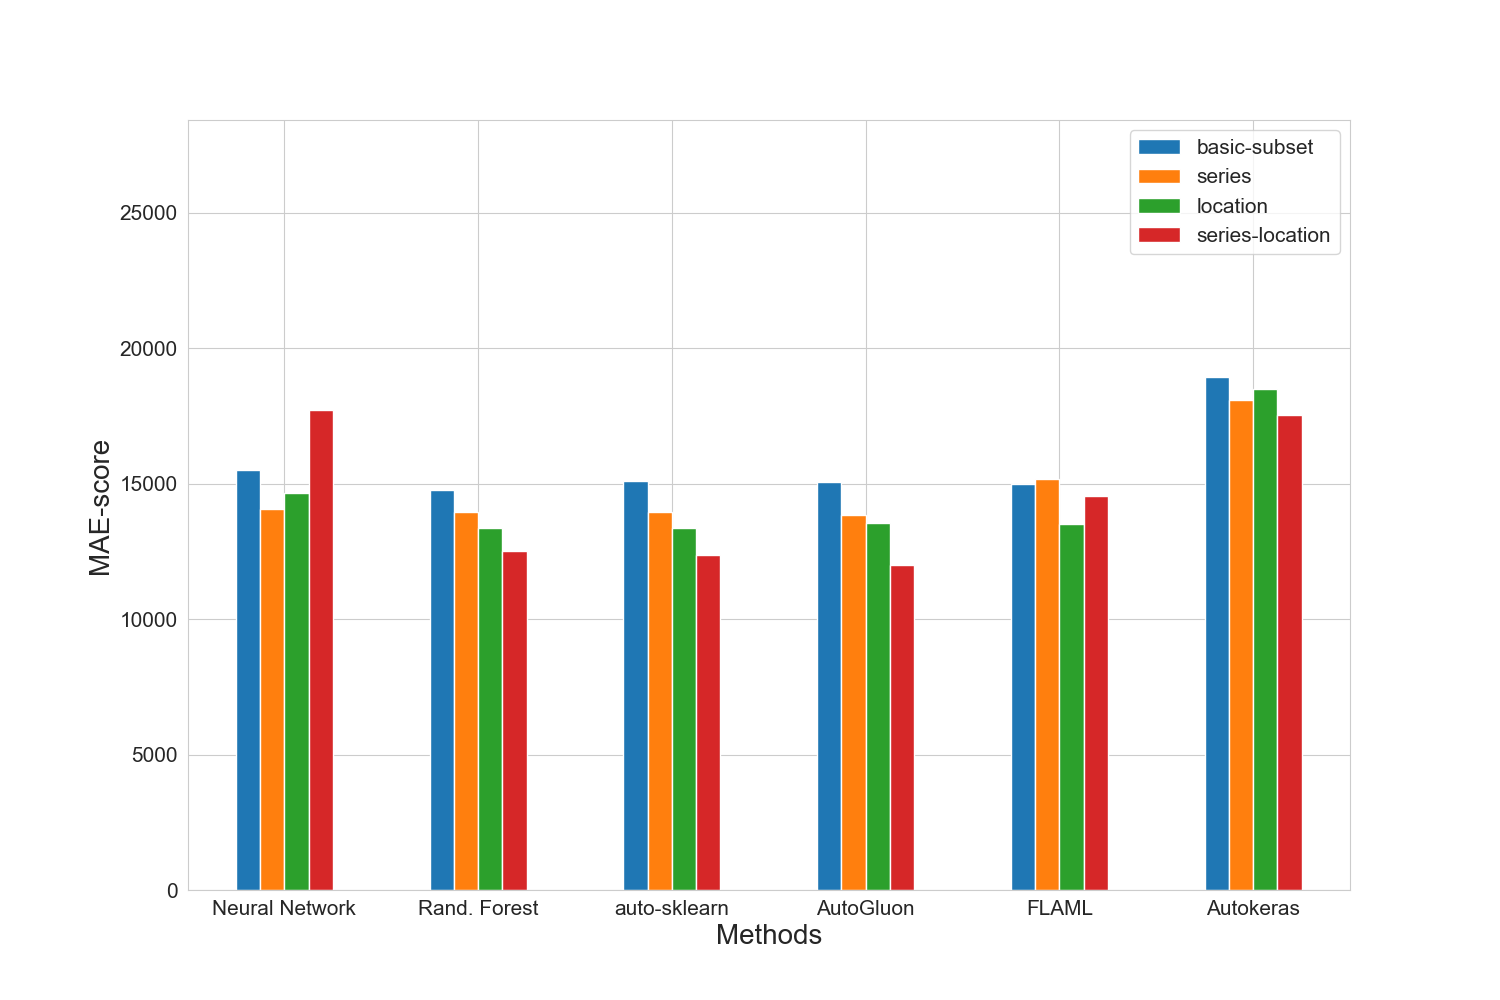 basic-subset
series
location
series-location
25000
20000
15000
10000
5000
0
MAE-score
Neural Network Rand. Forest auto-sklearn AutoGluon FLAML Autokeras
Methods